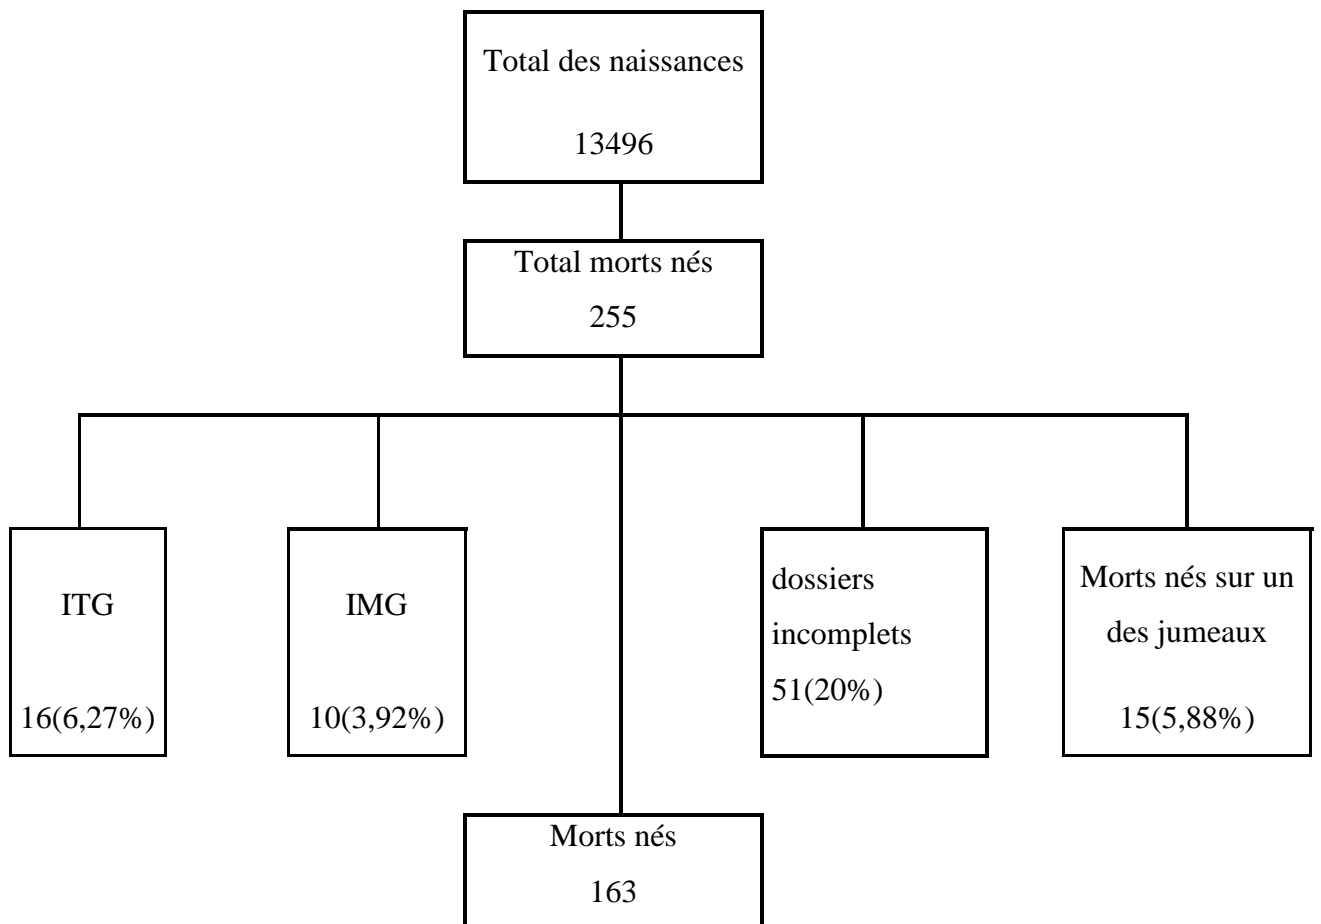 Total des naissances
13496
Total morts nés
255
ITG
16(6,27%)
IMG
10(3,92%)
dossiers
incomplets
51(20%)
Morts nés sur un
des jumeaux
15(5,88%)
Morts nés
163